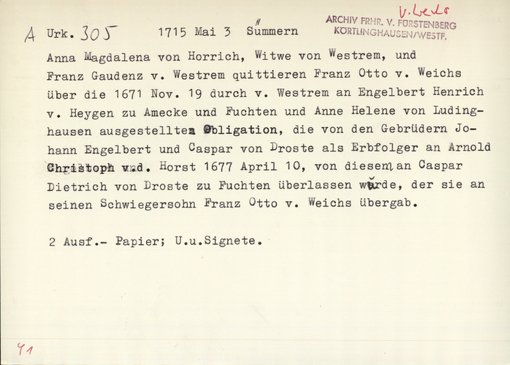 A Urk. 305 1715 Mai 3 Sümmern
v. Weichs
ARCHIV FRHR. V. FÜRSTENBERG
KÖRTLINGHAUSEN/WESTF.
Anna Magdalena von Horrich, Witwe von Westrem, und
Franz Gaudenz v. Westrem quittieren Franz Otto v. Weichs
über die 1671 Nov. 19 durch v. Westrem an Engelbert Henrich
v. Heygen zu Amecke und Fuchten und Anne Helene von Luding-
hausen ausgestellten Obligation, die von den Gebrüdern Jo-
hann Engelbert und Caspar von Droste als Erbfolger an Arnold
Christoph v.d. Horst 1677 April 10, von diesem an Caspar
Dietrich von Droste zu Fuchten überlassen wurde, der sie an
seinen Schwiegersohn Franz Otto v. Weichs übergab.
2 Ausf.- Papier; U.u.Signete.
41